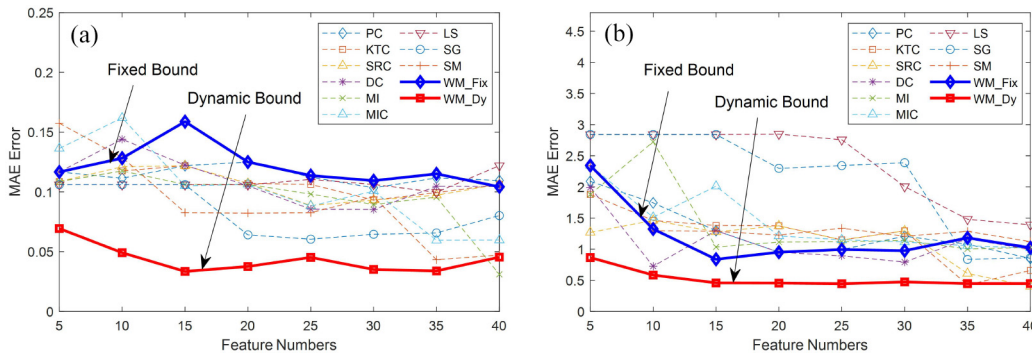 (a)
Fixed Bound
Dynamic Bound
PC
KTC
SRC
DC
MI
MIC
LS
SG
SM
WM_Fix
WM_Dy
MAE Error
0.25
0.2
0.15
0.1
0.05
0
5 10 15 20 25 30 35 40
Feature Numbers
(b)
Fixed Bound
Dynamic Bound
PC
KTC
SRC
DC
MI
MIC
LS
SG
SM
WM_Fix
WM_Dy
MAE Error
4.5
4
3.5
3
2.5
2
1.5
1
0.5
0
5 10 15 20 25 30 35 40
Feature Numbers